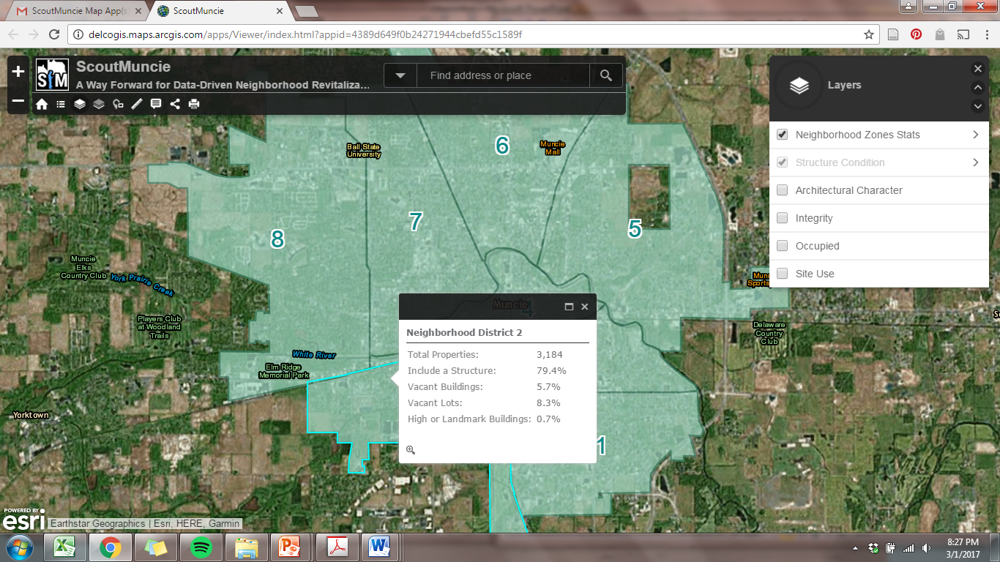 ScoutMuncie Map App(s
ScoutMuncie
delcogis.maps.arcgis.com/apps/Viewer/index.html?appid=4389d649f0b24271944cbefd55c1589f
SfM
ScoutMuncie
A Way Forward for Data-Driven Neighborhood Revitaliza...
Find address or place
Layers
Neighborhood Zones Stats
Structure Condition
Architectural Character
Integrity
Occupied
Site Use
6
Ball State
University
Muncie
Mall
7
5
8
Muncie
Elks
Country Club
York Prairie Creek
Players Club
at Woodland
Trails
Muncie
4
Delaware
Country
Club
White River
Elm Ridge
Memorial Park
Yorktown
Neighborhood District 2
Total Properties: 3,184
Include a Structure: 79.4%
Vacant Buildings: 5.7%
Vacant Lots: 8.3%
High or Landmark Buildings: 0.7%
1
POWERED BY
esri
Earthstar Geographics | Esri, HERE, Garmin
8:27 PM
3/1/2017